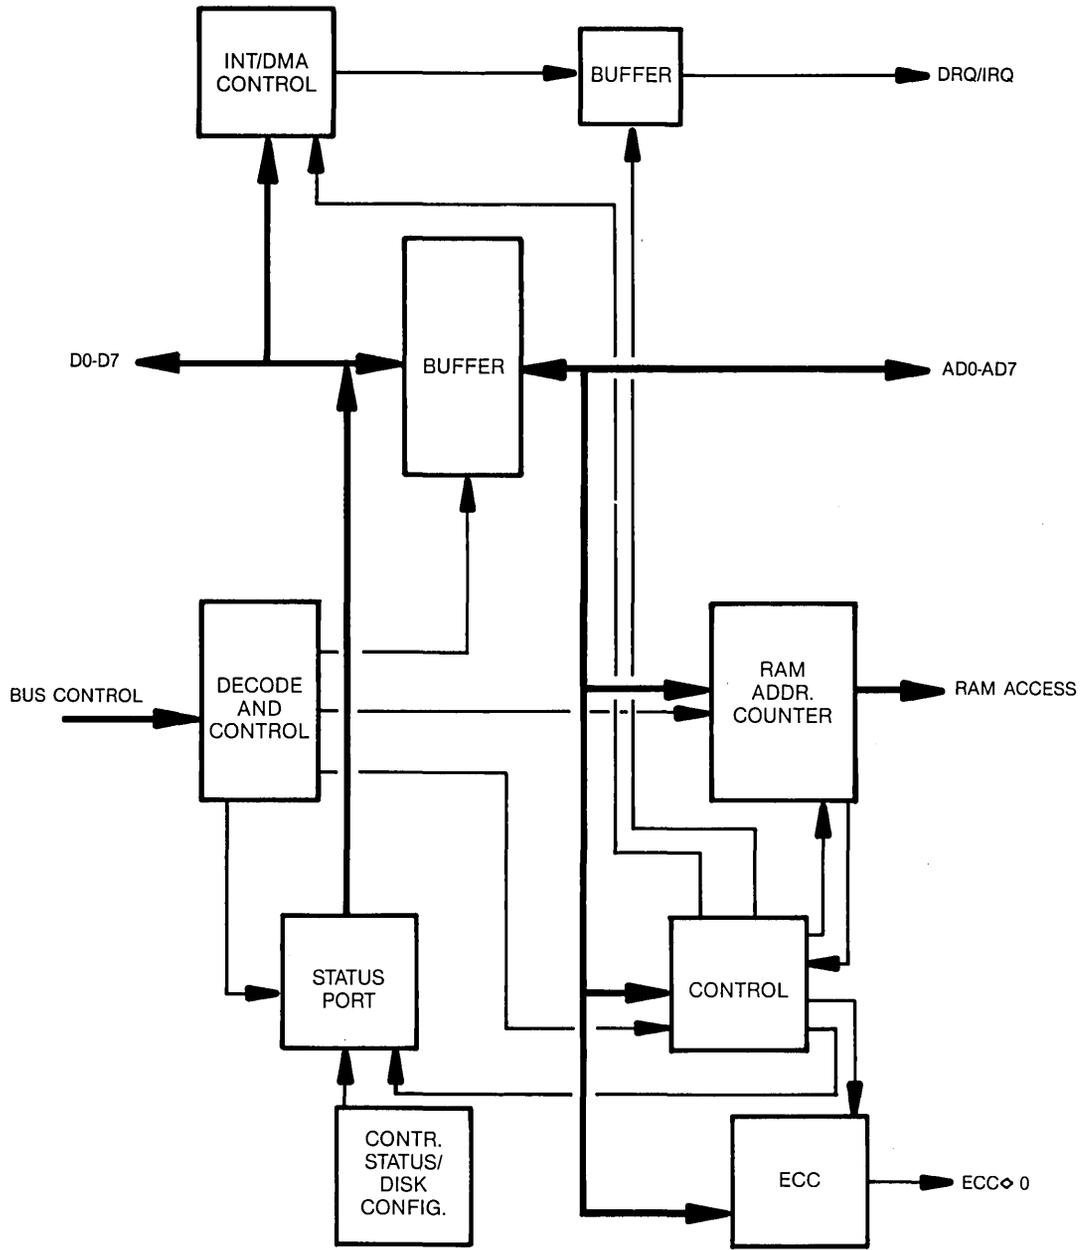 INT/DMA
CONTROL
BUFFER
DRQ/IRQ
D0-D7
BUFFER
AD0-AD7
BUS CONTROL
DECODE
AND
CONTROL
RAM
ADDR.
COUNTER
RAM ACCESS
STATUS
PORT
CONTROL
CONTR.
STATUS/
DISK
CONFIG.
ECC
ECC<> 0